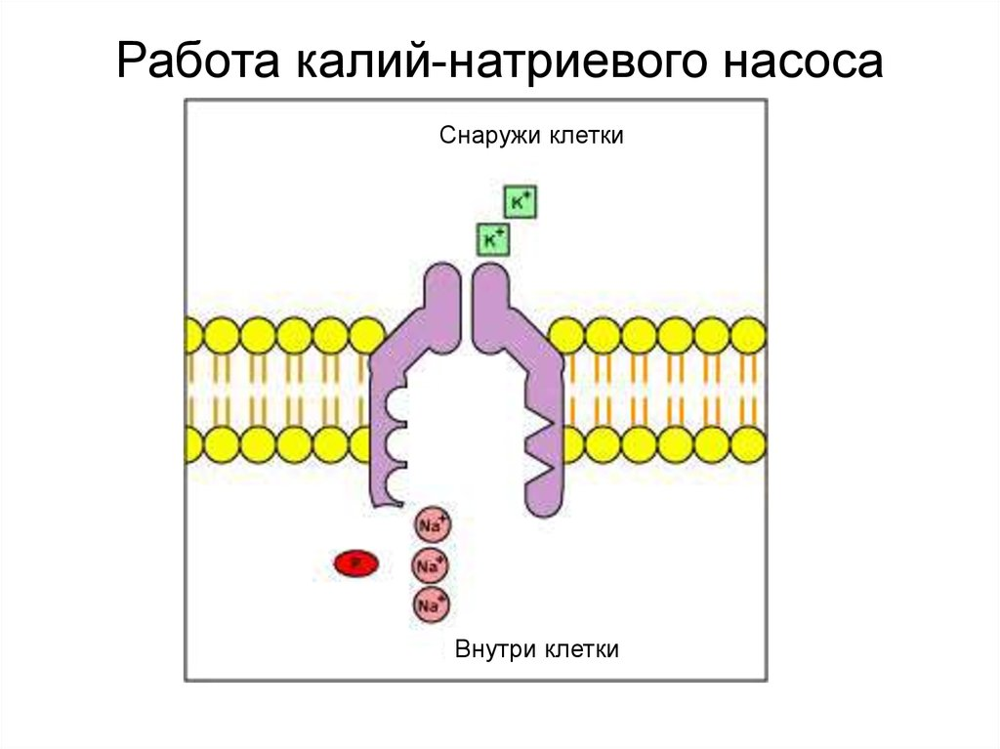 Работа калий-натриевого насоса
Снаружи клетки
K+
K+
Na+
P
Na+
Na+
Внутри клетки